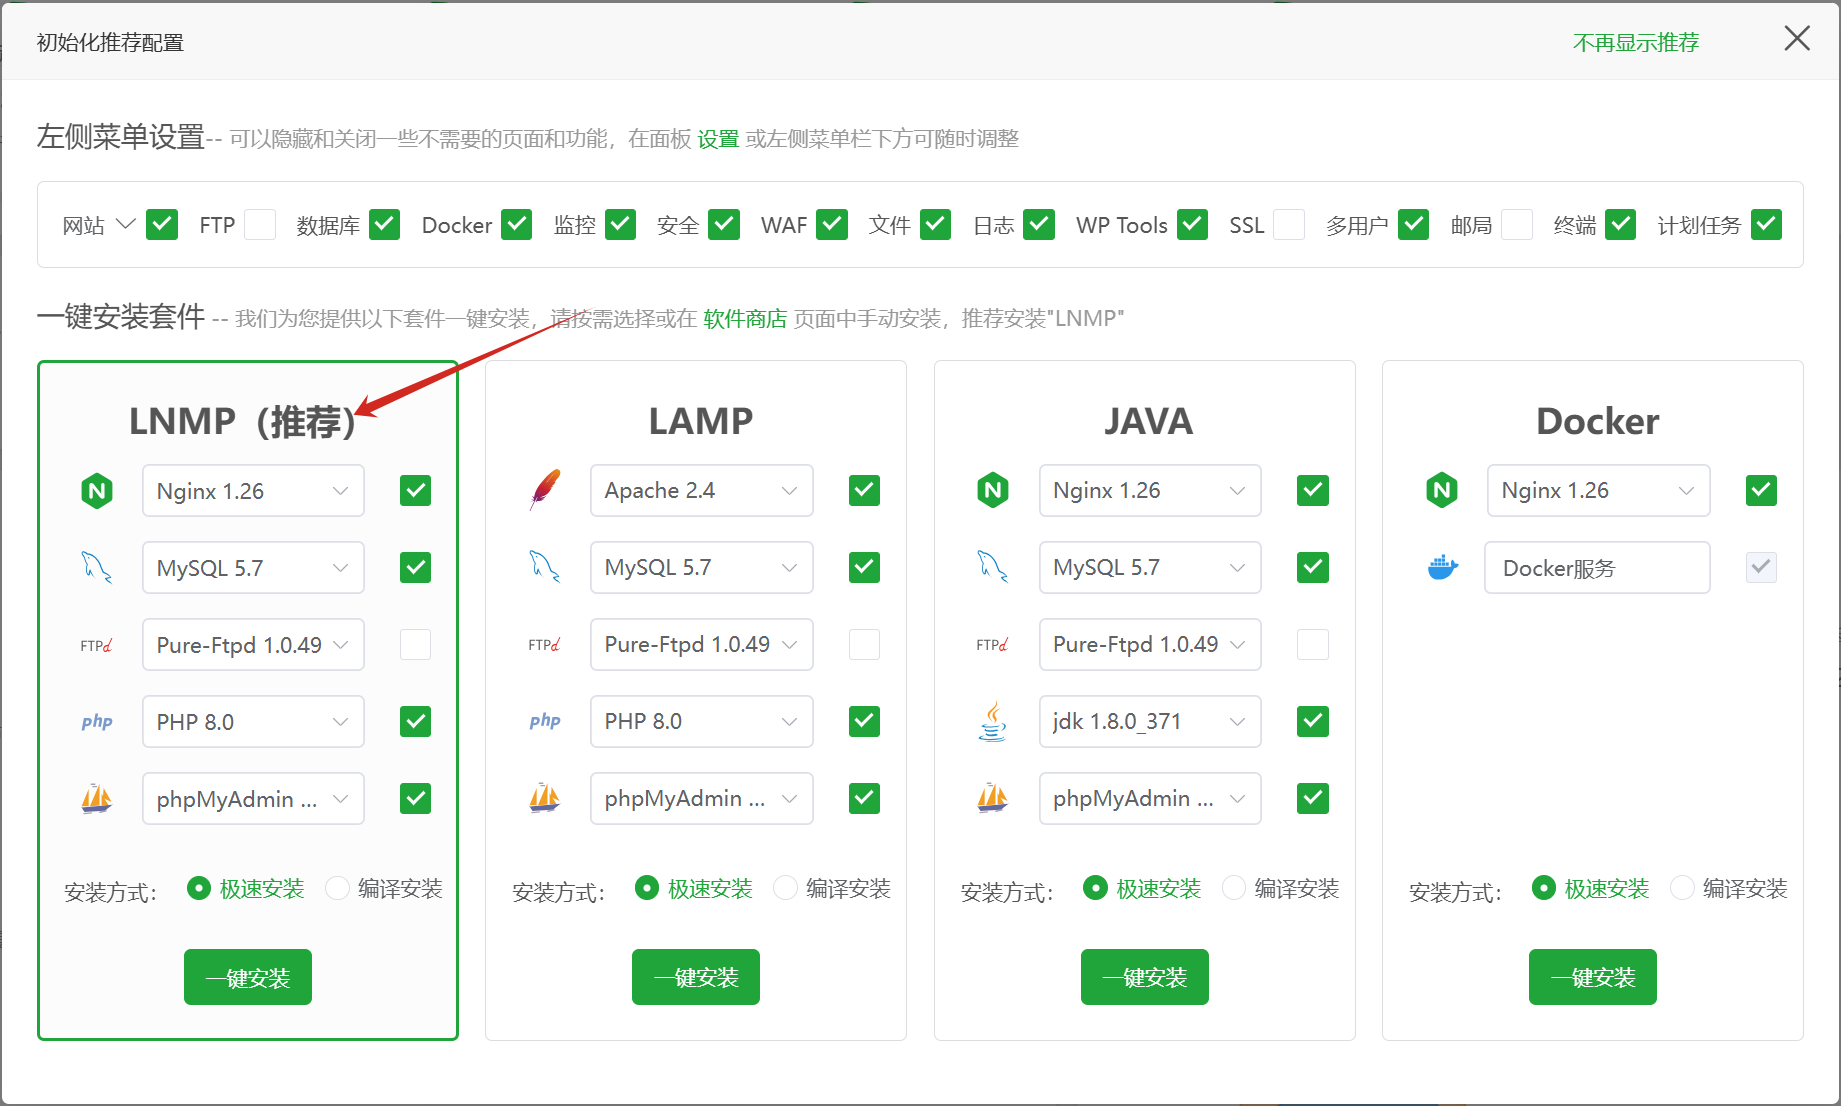 初始化推荐配置 不再显示推荐
左侧菜单设置-- 可以隐藏和关闭一些不需要的页面和功能，在面板 设置 或左侧菜单栏下方可随时调整
网站 FTP 数据库 Docker 监控 安全 WAF 文件 日志 WP Tools SSL 多用户 邮局 终端 计划任务
一键安装套件 -- 我们为您提供以下套件一键安装，请按需选择或在 软件商店 页面中手动安装，推荐安装"LNMP"
LNMP（推荐）
Nginx 1.26
MySQL 5.7
FTPd Pure-Ftpd 1.0.49
php PHP 8.0
phpMyAdmin ...
安装方式： 极速安装 编译安装
一键安装
LAMP
Apache 2.4
MySQL 5.7
FTPd Pure-Ftpd 1.0.49
php PHP 8.0
phpMyAdmin ...
安装方式： 极速安装 编译安装
一键安装
JAVA
Nginx 1.26
MySQL 5.7
FTPd Pure-Ftpd 1.0.49
jdk 1.8.0_371
phpMyAdmin ...
安装方式： 极速安装 编译安装
一键安装
Docker
Nginx 1.26
Docker服务
安装方式： 极速安装 编译安装
一键安装